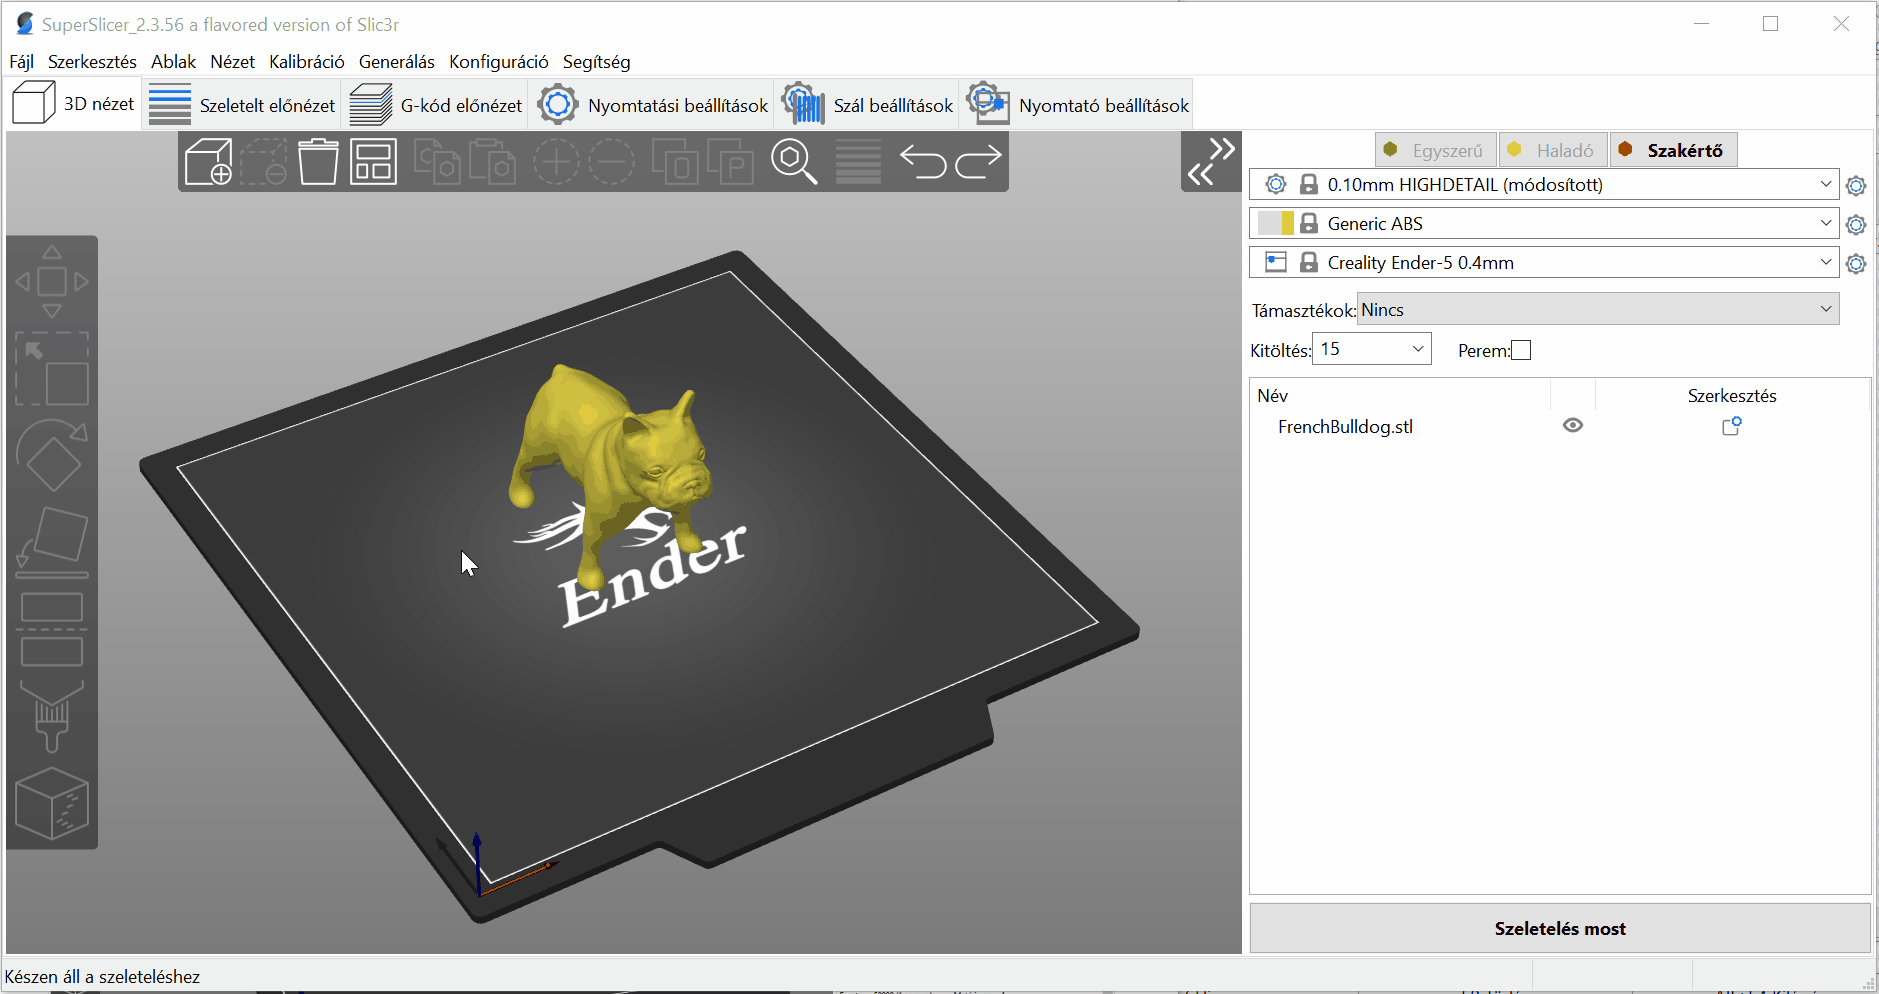 SuperSlicer_2.3.56 a flavored version of Slic3r
Fájl Szerkesztés Ablak Nézet Kalibráció Generálás Konfiguráció Segítség
3D nézet Szeletelt előnézet G-kód előnézet Nyomtatási beállítások Szál beállítások Nyomtató beállítások
Egyszerű Haladó Szakértő
0.10mm HIGHDETAIL (módosított)
Generic ABS
Creality Ender-5 0.4mm
Támasztékok: Nincs
Kitöltés: 15 Perem:
Név Szerkesztés
FrenchBulldog.stl
Ender
Szeletelés most
Készen áll a szeleteléshez